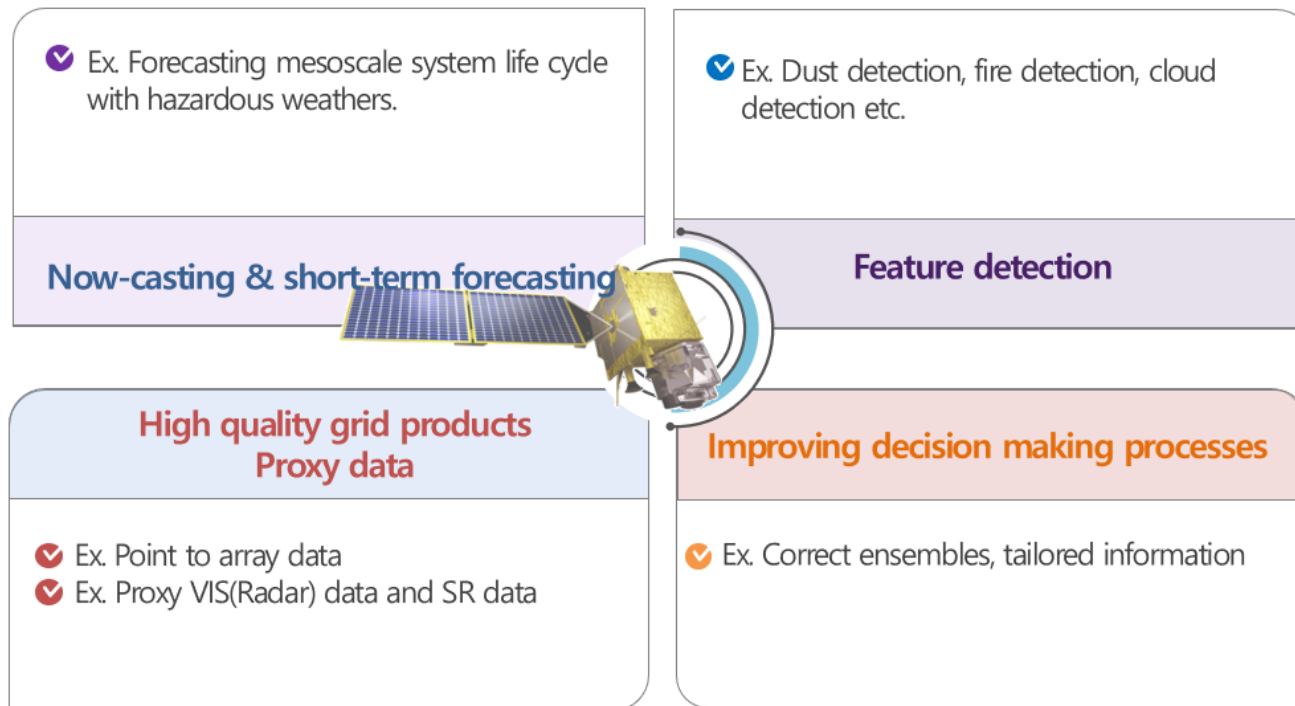 Ex. Forecasting mesoscale system life cycle
with hazardous weathers.
Now-casting & short-term forecasting
Ex. Dust detection, fire detection, cloud
detection etc.
Feature detection
High quality grid products
Proxy data
Ex. Point to array data
Ex. Proxy VIS(Radar) data and SR data
Improving decision making processes
Ex. Correct ensembles, tailored information